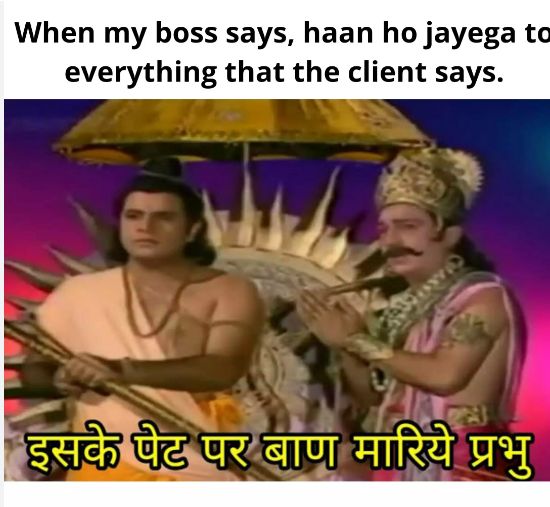 When my boss says, haan ho jayega to
everything that the client says.
इसके पेट पर बाण मारिये प्रभु